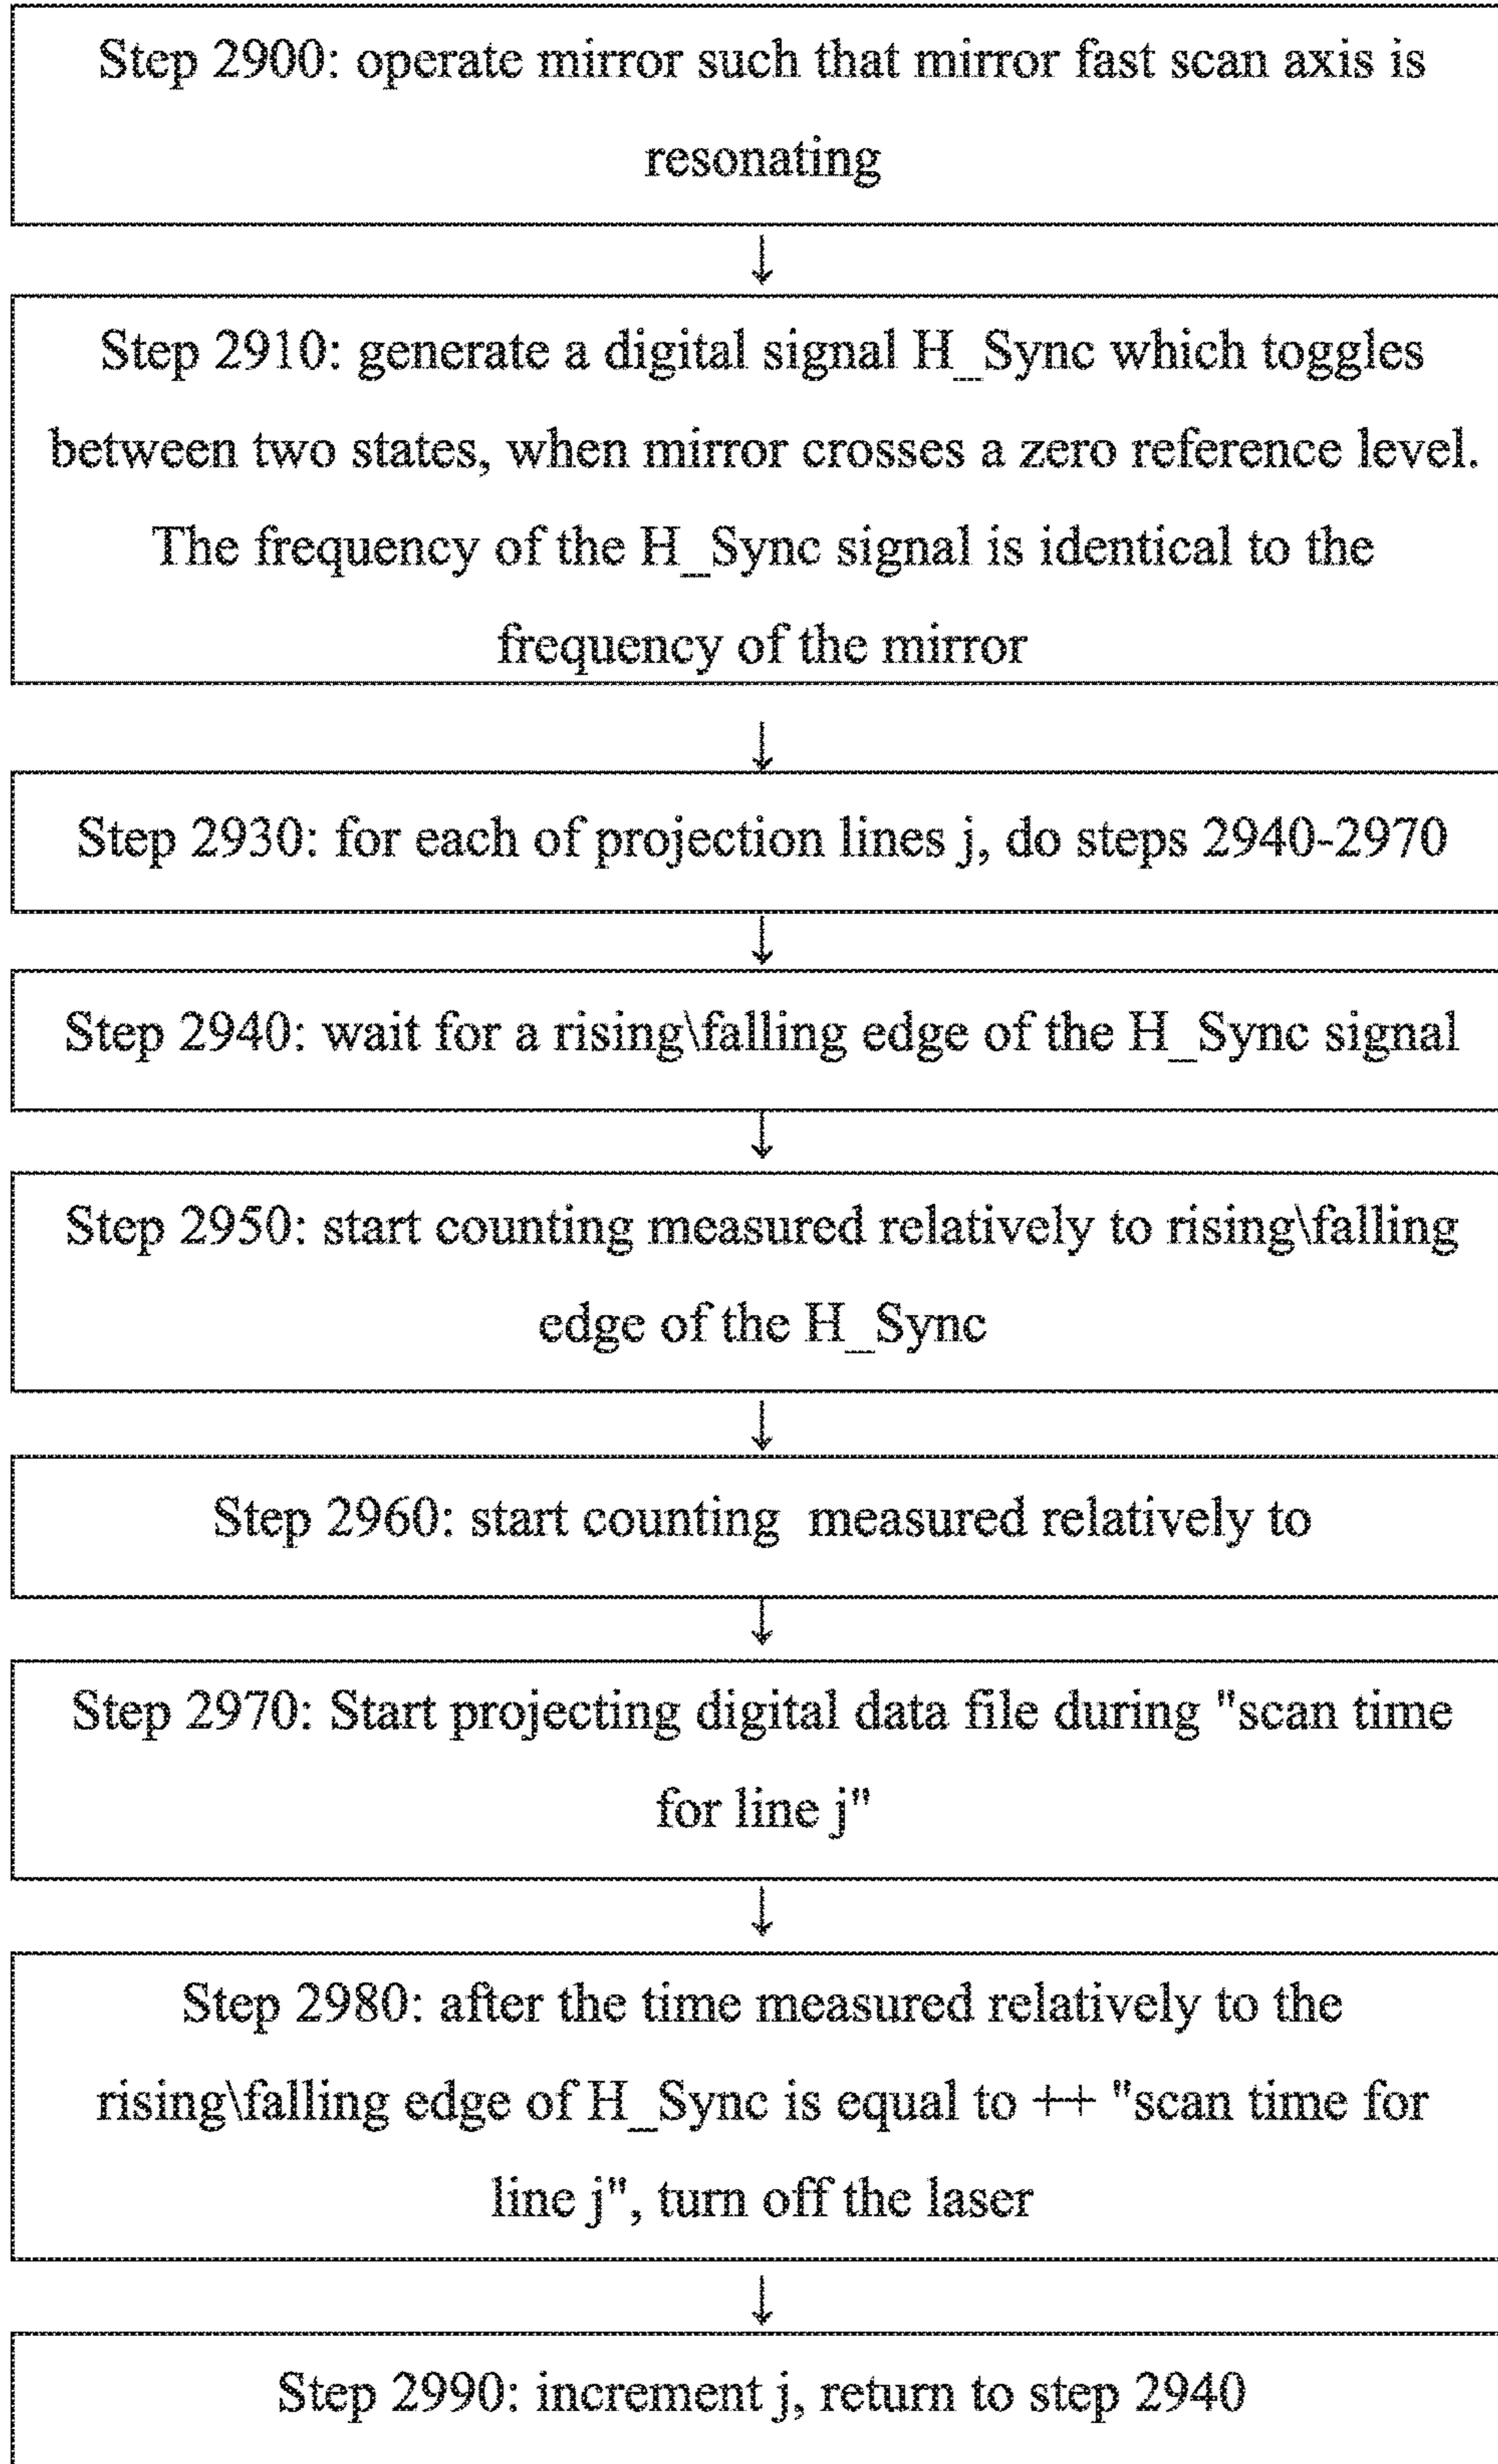 Step 2900: operate mirror such that mirror fast scan axis is
resonating
↓
Step 2910: generate a digital signal H_Sync which toggles
between two states, when mirror crosses a zero reference level.
The frequency of the H_Sync signal is identical to the
frequency of the mirror
↓
Step 2930: for each of projection lines j, do steps 2940-2970
↓
Step 2940: wait for a rising\falling edge of the H_Sync signal
↓
Step 2950: start counting measured relatively to rising\falling
edge of the H_Sync
↓
Step 2960: start counting  measured relatively to
↓
Step 2970: Start projecting digital data file during "scan time
for line j"
↓
Step 2980: after the time measured relatively to the
rising\falling edge of H_Sync is equal to ++ "scan time for
line j", turn off the laser
↓
Step 2990: increment j, return to step 2940